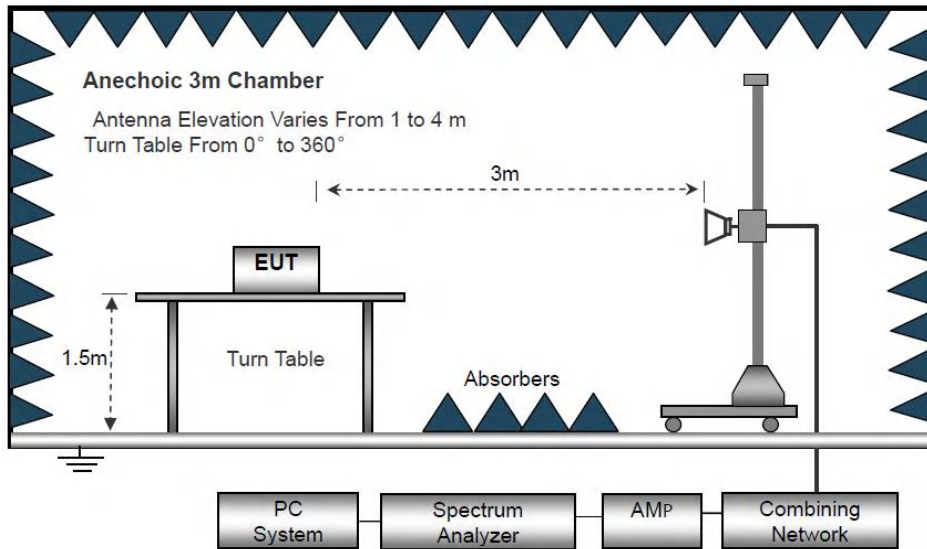 Anechoic 3m Chamber
Antenna Elevation Varies From 1 to 4 m
Turn Table From 0° to 360°
3m
EUT
1.5m
Turn Table
Absorbers
PC
System
Spectrum
Analyzer
AMP
Combining
Network